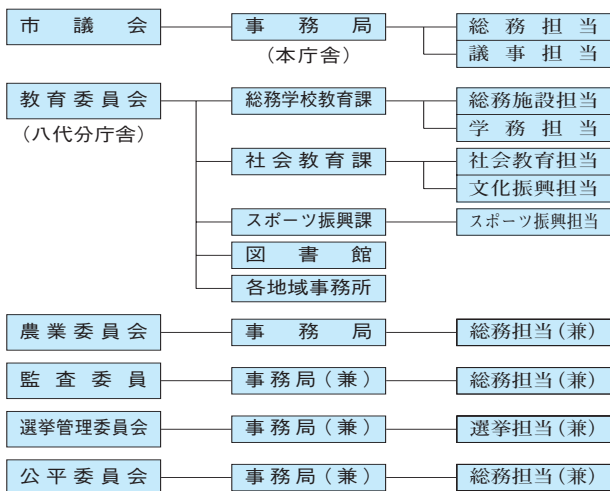 市議会 事務局 総務担当
(本庁舎) 議事担当
教育委員会 総務学校教育課 総務施設担当
(八代分庁舎) 学務担当
社会教育課 社会教育担当
文化振興担当
スポーツ振興課 スポーツ振興担当
図書館
各地域事務所
農業委員会 事務局 総務担当(兼)
監査委員 事務局(兼) 総務担当(兼)
選挙管理委員会 事務局(兼) 選挙担当(兼)
公平委員会 事務局(兼) 総務担当(兼)